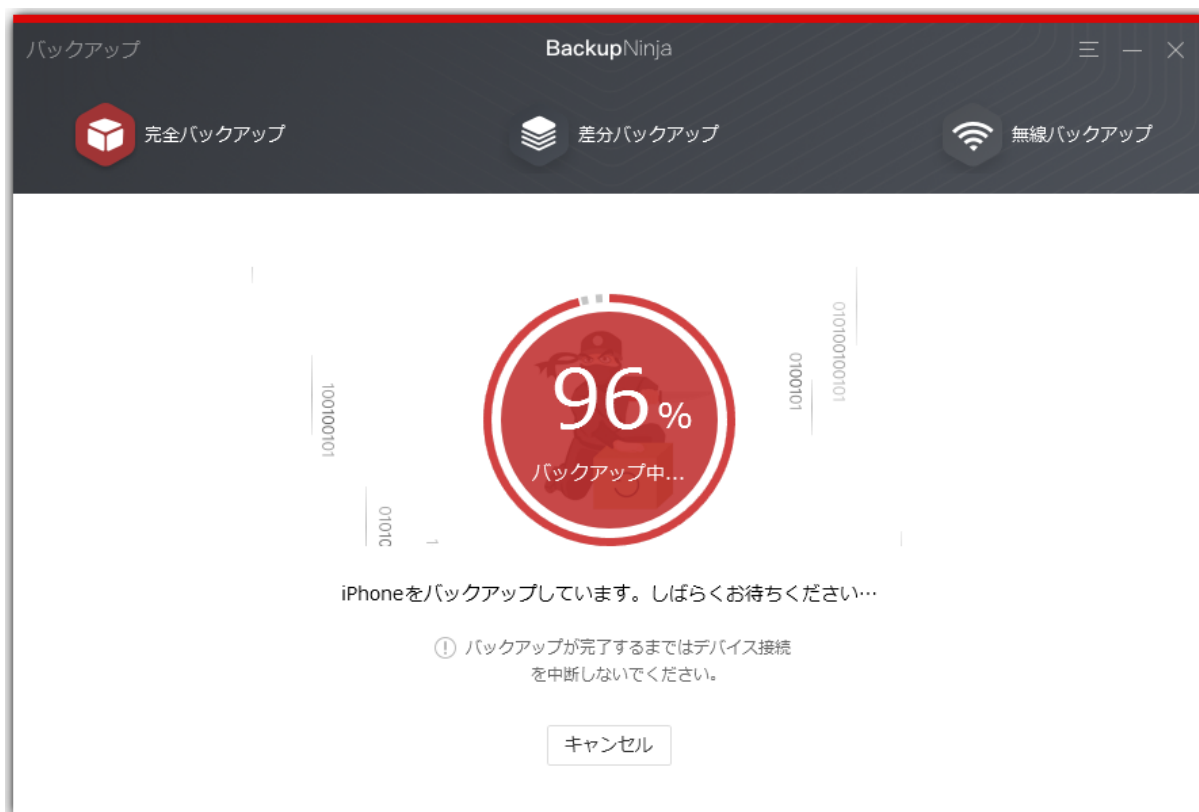 バックアップ
BackupNinja
完全バックアップ
差分バックアップ
無線バックアップ
010100100101
0100101
100100101
0101C
1
96%
バックアップ中...
iPhoneをバックアップしています。しばらくお待ちください…
バックアップが完了するまではデバイス接続
を中断しないでください。
キャンセル